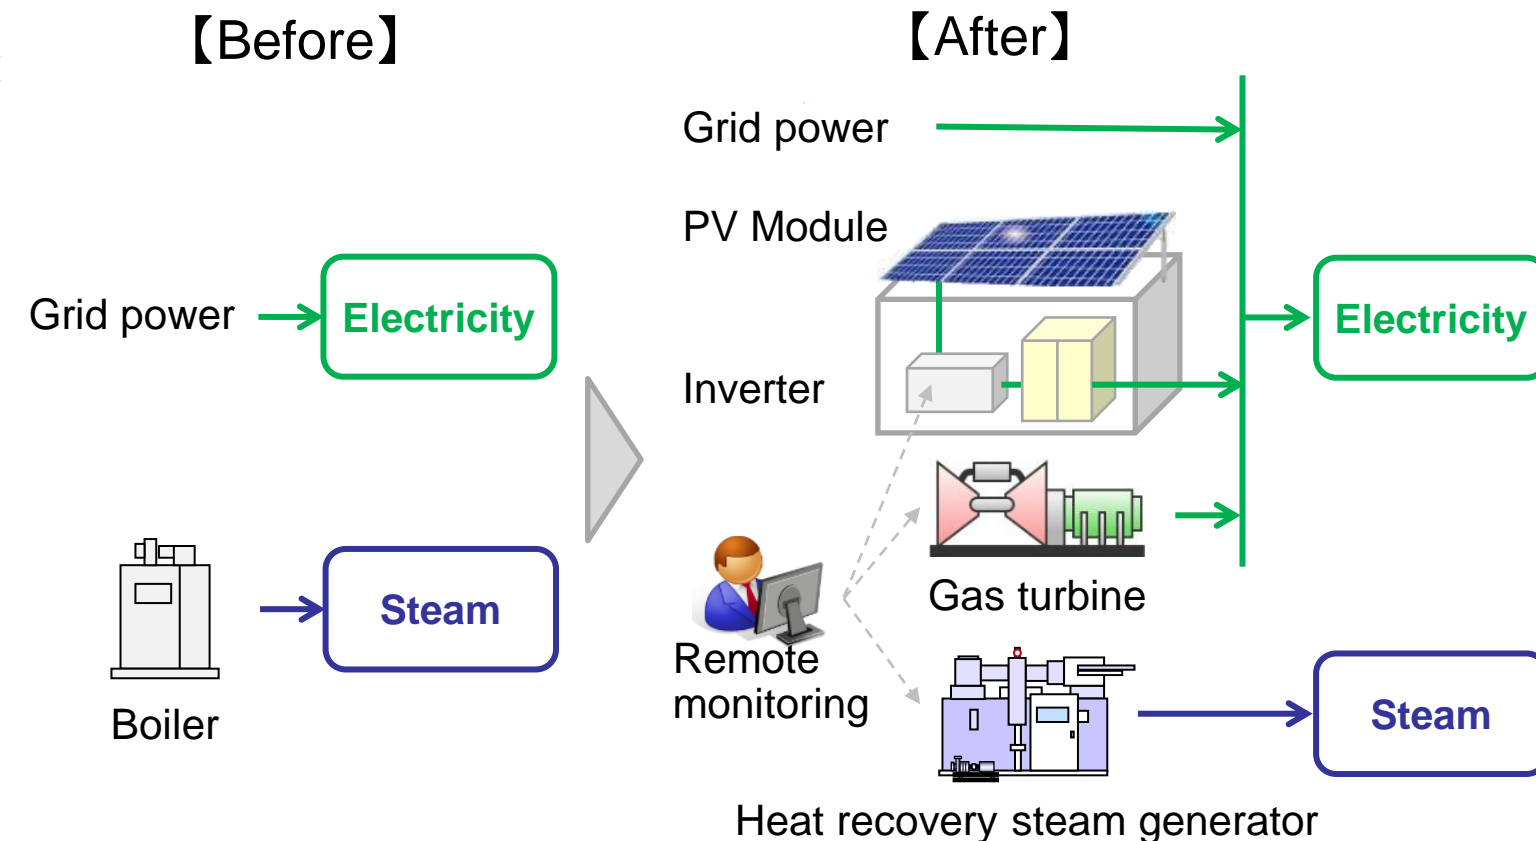 【Before】
Grid power
Electricity
Steam
Boiler
【After】
Grid power
PV Module
Inverter
Electricity
Gas turbine
Remote
monitoring
Steam
Heat recovery steam generator